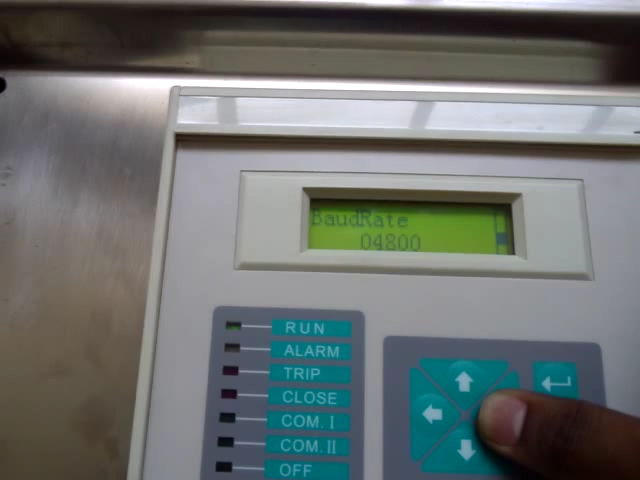 BaudRate
04800
RUN
ALARM
TRIP
CLOSE
COM. I
COM. II
OFF